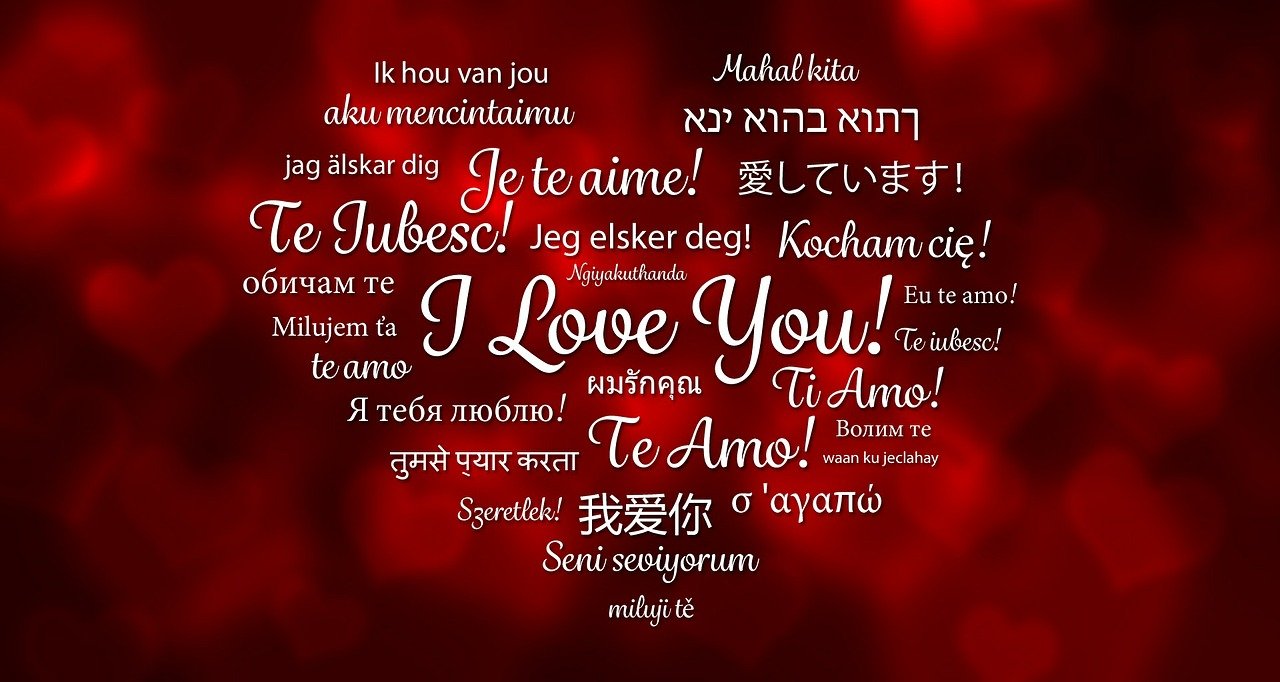 Ik hou van jou
Mahal kita
aku mencintaimu
ךתוא בהוא ינא
jag älskar dig
Je te aime!
愛しています!
Te Iubesc!
Jeg elsker deg!
Kocham cię!
Ngiyakuthanda
обичам те
I Love You!
Eu te amo!
Milujem ťa
Te iubesc!
te amo
ผมรักคุณ
Ti Amo!
Я тебя люблю!
Te Amo!
Волим те
तुमसे प्‌यार करता
waan ku jeclahay
Szeretlek!
我爱你
σ 'αγαπώ
Seni seviyorum
miluji tě